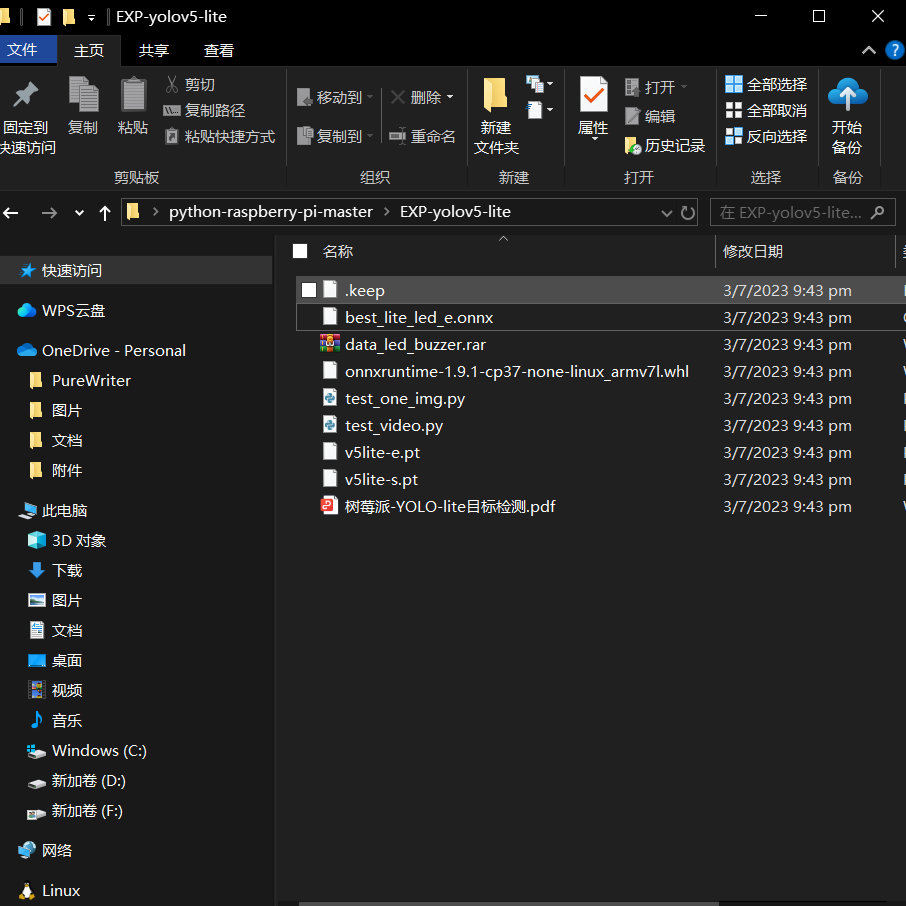 EXP-yolov5-lite
文件 主页 共享 查看
固定到
快速访问
复制
粘贴
剪切
复制路径
粘贴快捷方式
剪贴板
移动到
复制到
删除
重命名
组织
新建
文件夹
新建
属性
打开
编辑
历史记录
打开
全部选择
全部取消
反向选择
选择
开始
备份
备份
python-raspberry-pi-master > EXP-yolov5-lite
在 EXP-yolov5-lite...
快速访问
WPS云盘
OneDrive - Personal
PureWriter
图片
文档
附件
此电脑
3D 对象
下载
图片
文档
桌面
视频
音乐
Windows (C:)
新加卷 (D:)
新加卷 (F:)
网络
Linux
名称 修改日期
.keep 3/7/2023 9:43 pm
best_lite_led_e.onnx 3/7/2023 9:43 pm
data_led_buzzer.rar 3/7/2023 9:43 pm
onnxruntime-1.9.1-cp37-none-linux_armv7l.whl 3/7/2023 9:43 pm
test_one_img.py 3/7/2023 9:43 pm
test_video.py 3/7/2023 9:43 pm
v5lite-e.pt 3/7/2023 9:43 pm
v5lite-s.pt 3/7/2023 9:43 pm
树莓派-YOLO-lite目标检测.pdf 3/7/2023 9:43 pm